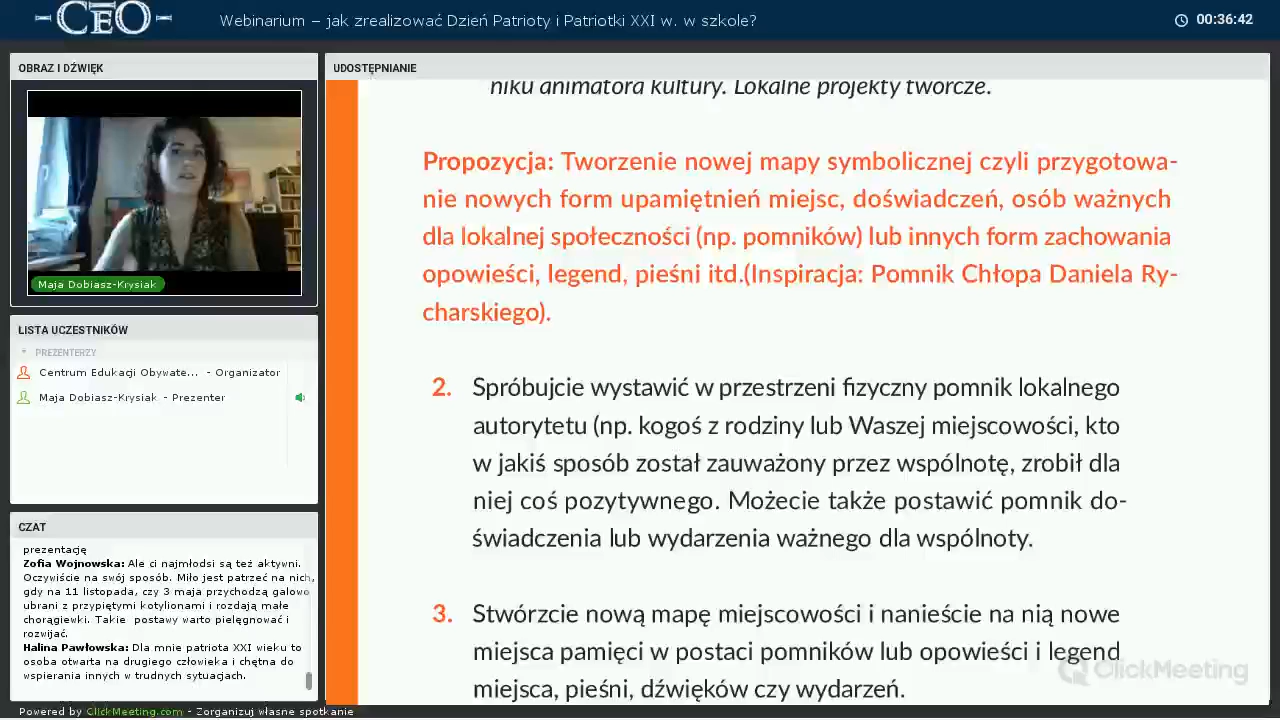 CEO
Webinarium – jak zrealizować Dzień Patrioty i Patriotki XXI w. w szkole?
00:36:42
OBRAZ I DŹWIĘK
Maja Dobiasz-Krysiak
LISTA UCZESTNIKÓW
PREZENTERZY
Centrum Edukacji Obywate... - Organizator
Maja Dobiasz-Krysiak - Prezenter
CZAT
prezentację
Zofia Wojnowska: Ale ci najmłodsi są też aktywni.
Oczywiście na swój sposób. Miło jest patrzeć na nich,
gdy na 11 listopada, czy 3 maja przychodzą galowo
ubrani z przypiętymi kotylionami i rozdają małe
chorągiewki. Takie postawy warto pielęgnować i
rozwijać.
Halina Pawłowska: Dla mnie patriota XXI wieku to
osoba otwarta na drugiego człowieka i chętna do
wspierania innych w trudnych sytuacjach.
UDOSTĘPNIANIE
niku animatora kultury. Lokalne projekty twórcze.
Propozycja: Tworzenie nowej mapy symbolicznej czyli przygotowa-
nie nowych form upamiętnień miejsc, doświadczeń, osób ważnych
dla lokalnej społeczności (np. pomników) lub innych form zachowania
opowieści, legend, pieśni itd.(Inspiracja: Pomnik Chłopa Daniela Ry-
charskiego).
2. Spróbujcie wystawić w przestrzeni fizyczny pomnik lokalnego
autorytetu (np. kogoś z rodziny lub Waszej miejscowości, kto
w jakiś sposób został zauważony przez wspólnotę, zrobił dla
niej coś pozytywnego. Możecie także postawić pomnik do-
świadczenia lub wydarzenia ważnego dla wspólnoty.
3. Stwórzcie nową mapę miejscowości i nanieście na nią nowe
miejsca pamięci w postaci pomników lub opowieści i legend
miejsca, pieśni, dźwięków czy wydarzeń.
ClickMeeting
Powered by ClickMeeting.com - Zorganizuj własne spotkanie